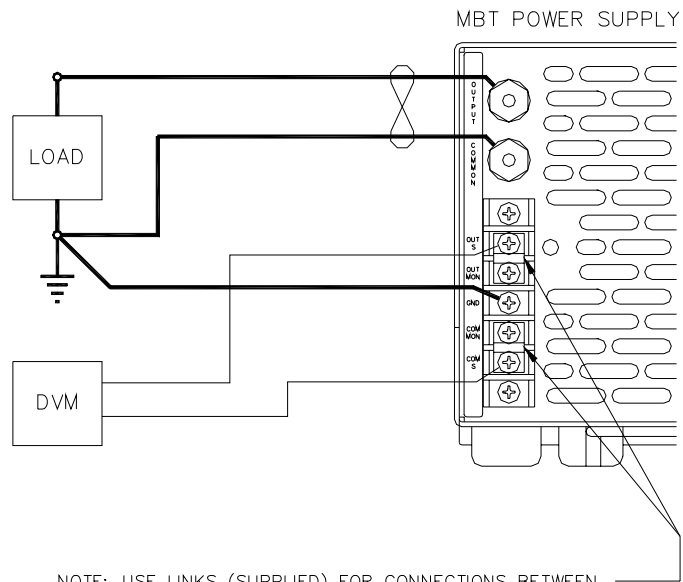 MBT POWER SUPPLY
OUTPUT
LOAD
COMMON
OUT
S
OUT
MON
GND
COM
MON
COM
S
DVM
NOTE: USE LINKS (SUPPLIED) FOR CONNECTIONS BETWEEN